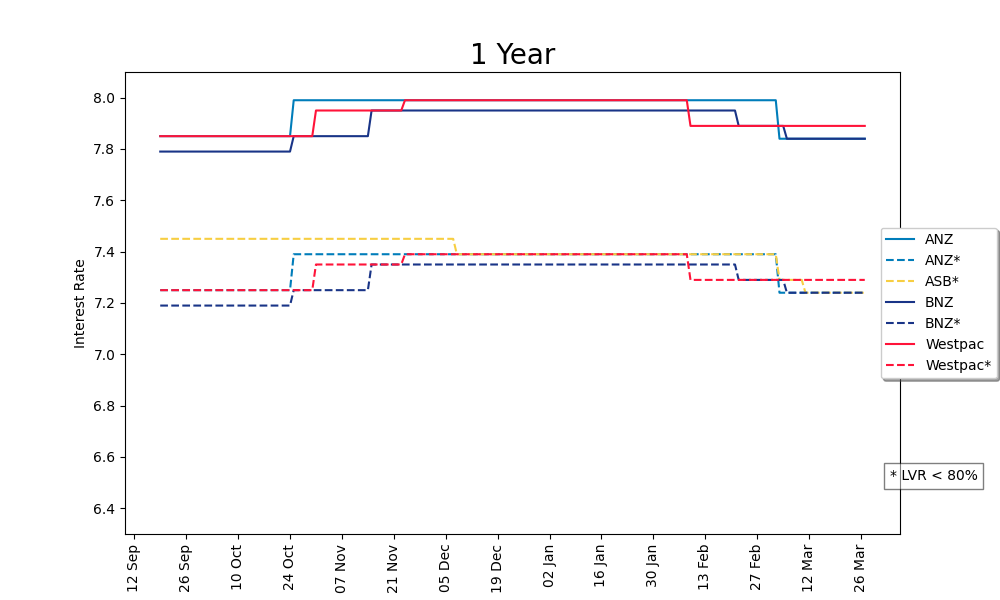 1 Year
Interest Rate
8.0
7.8
7.6
7.4
7.2
7.0
6.8
6.6
6.4
12 Sep
26 Sep
10 Oct
24 Oct
07 Nov
21 Nov
05 Dec
19 Dec
02 Jan
16 Jan
30 Jan
13 Feb
27 Feb
12 Mar
26 Mar
ANZ
ANZ*
ASB*
BNZ
BNZ*
Westpac
Westpac*
* LVR < 80%